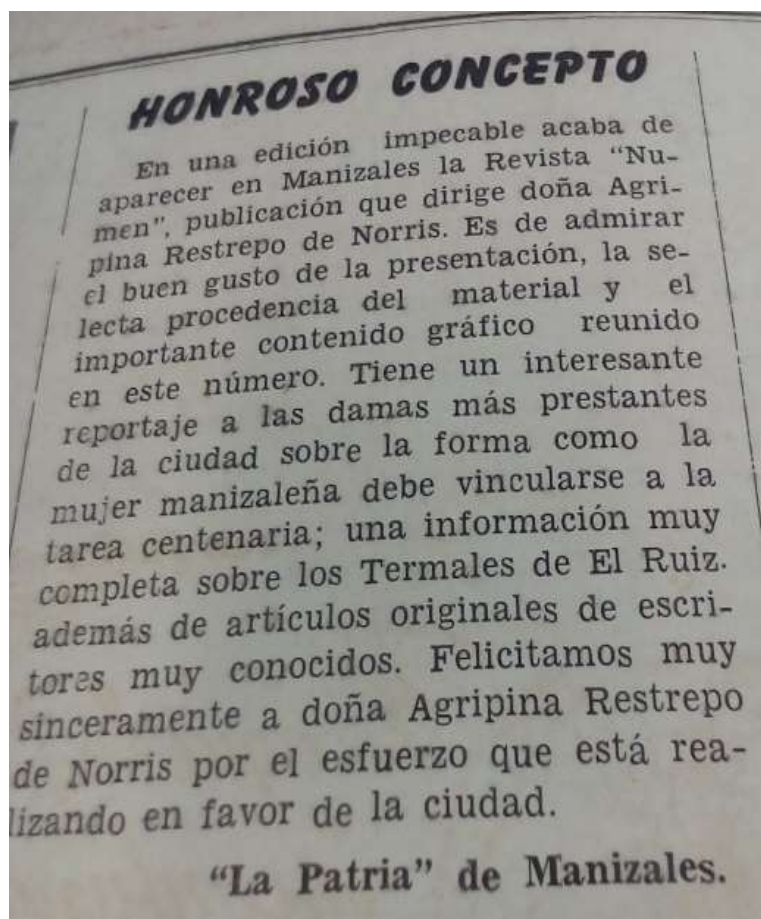 HONROSO CONCEPTO
En una edición impecable acaba de
aparecer en Manizales la Revista “Nu-
men”, publicación que dirige doña Agri-
pina Restrepo de Norris. Es de admirar
el buen gusto de la presentación, la se-
lecta procedencia del material y el
importante contenido gráfico reunido
en este número. Tiene un interesante
reportaje a las damas más prestantes
de la ciudad sobre la forma como la
mujer manizaleña debe vincularse a la
tarea centenaria; una información muy
completa sobre los Termales de El Ruiz.
además de artículos originales de escri-
tores muy conocidos. Felicitamos muy
sinceramente a doña Agripina Restrepo
de Norris por el esfuerzo que está rea-
lizando en favor de la ciudad.
“La Patria” de Manizales.